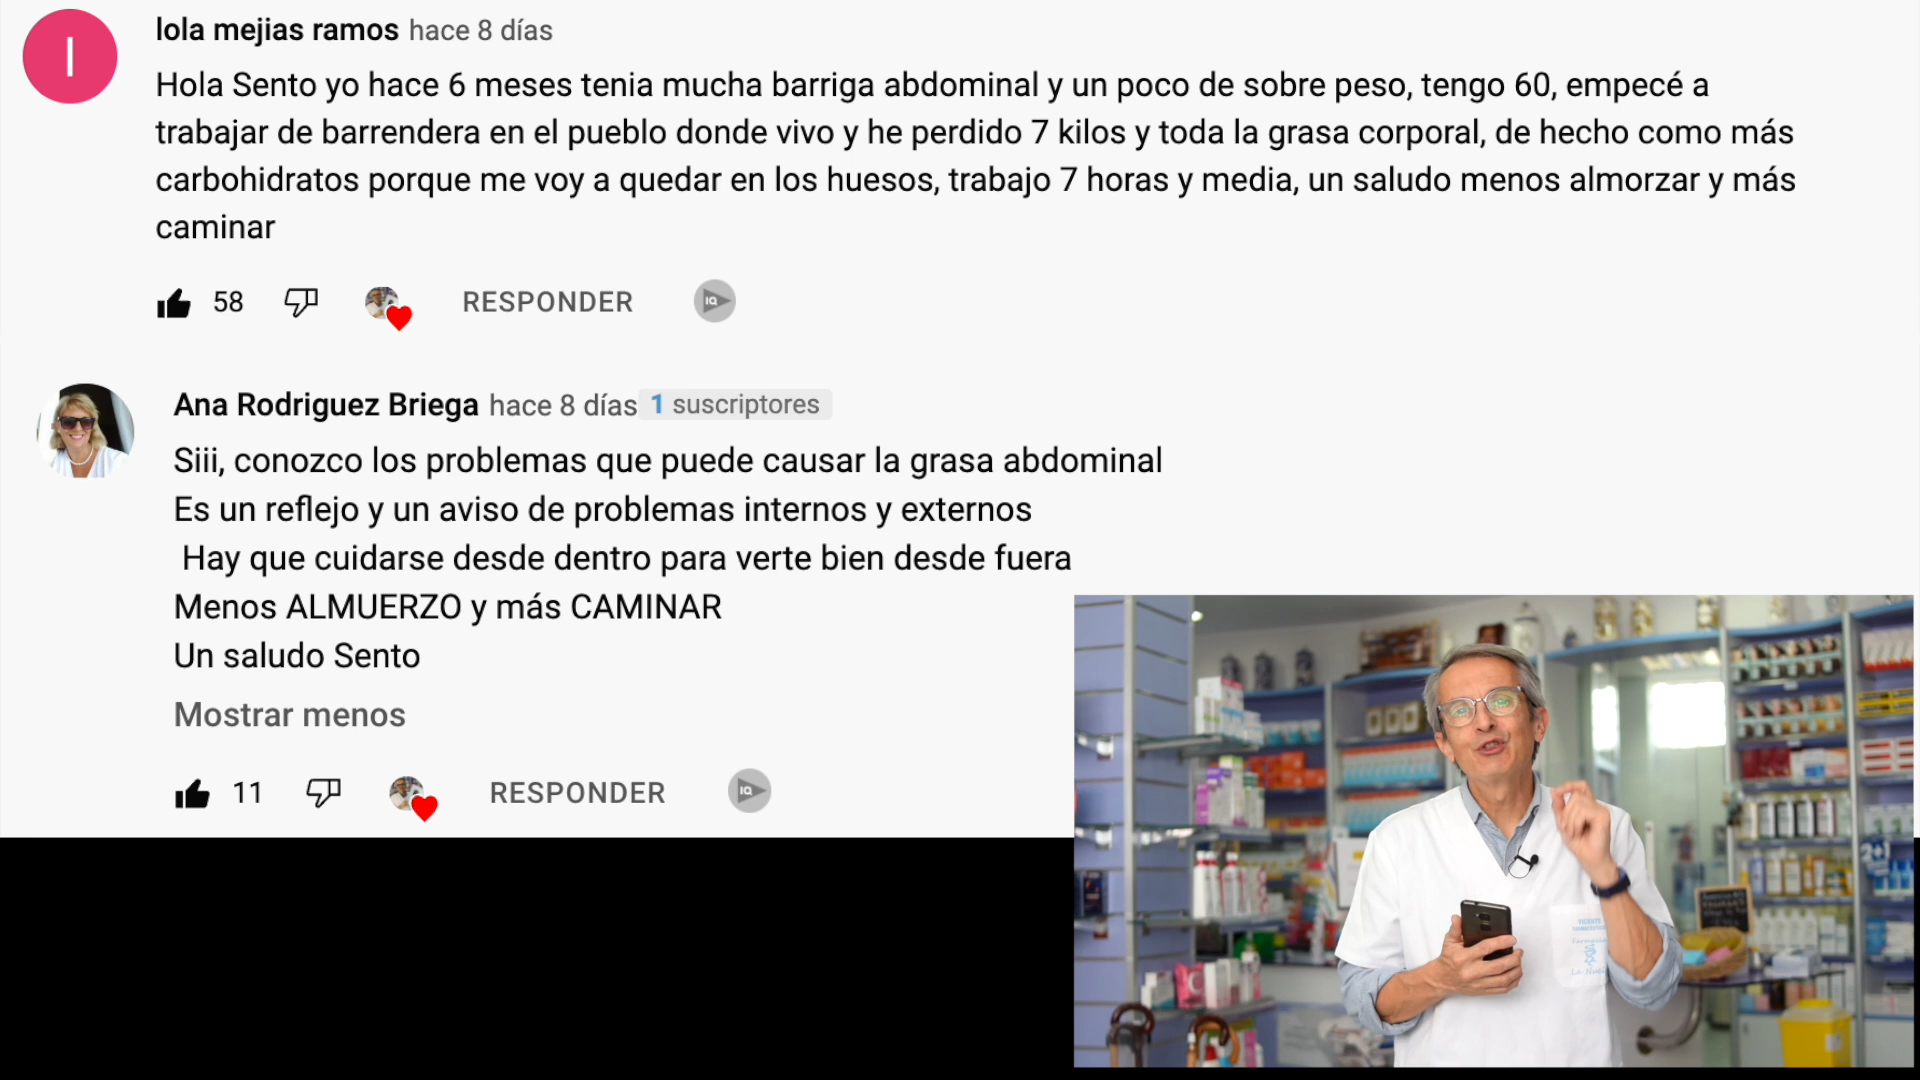 l
lola mejias ramos hace 8 días
Hola Sento yo hace 6 meses tenia mucha barriga abdominal y un poco de sobre peso, tengo 60, empecé a
trabajar de barrendera en el pueblo donde vivo y he perdido 7 kilos y toda la grasa corporal, de hecho como más
carbohidratos porque me voy a quedar en los huesos, trabajo 7 horas y media, un saludo menos almorzar y más
caminar
58 RESPONDER IQ
Ana Rodriguez Briega hace 8 días 1 suscriptores
Siii, conozco los problemas que puede causar la grasa abdominal
Es un reflejo y un aviso de problemas internos y externos
Hay que cuidarse desde dentro para verte bien desde fuera
Menos ALMUERZO y más CAMINAR
Un saludo Sento
Mostrar menos
11 RESPONDER IQ
2+1
VICENTE